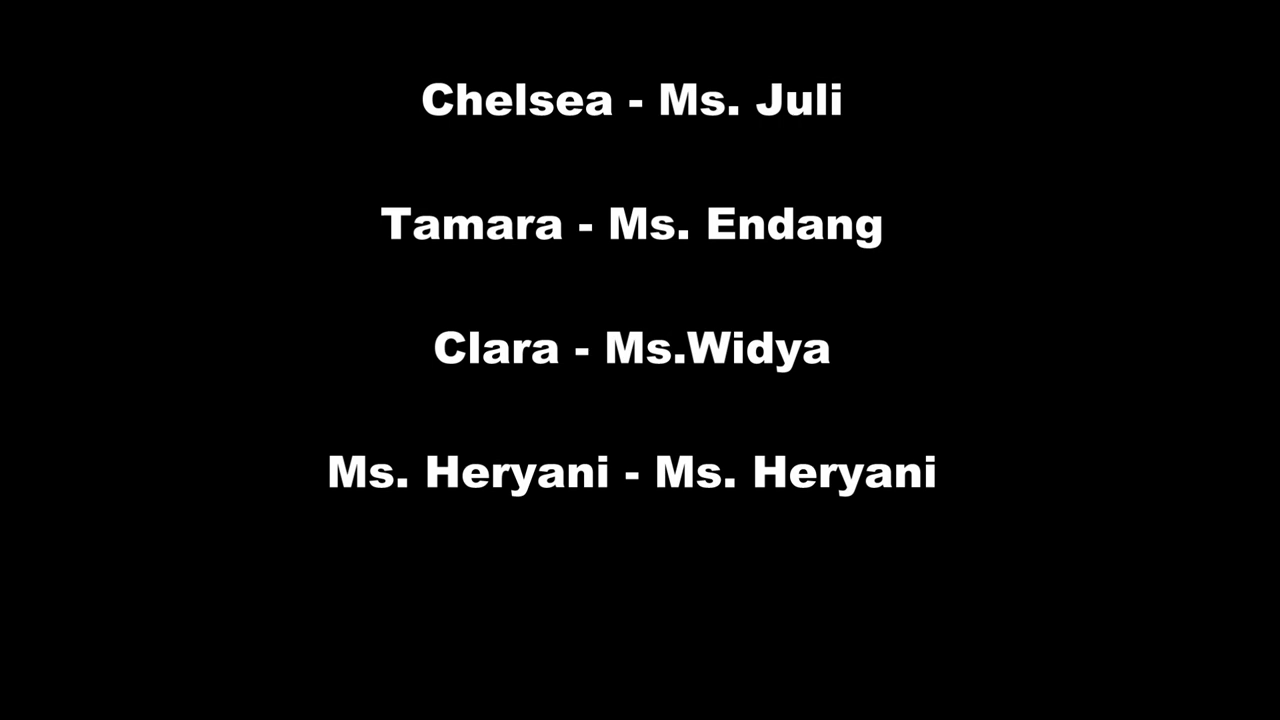 Chelsea - Ms. Juli
Tamara - Ms. Endang
Clara - Ms.Widya
Ms. Heryani - Ms. Heryani